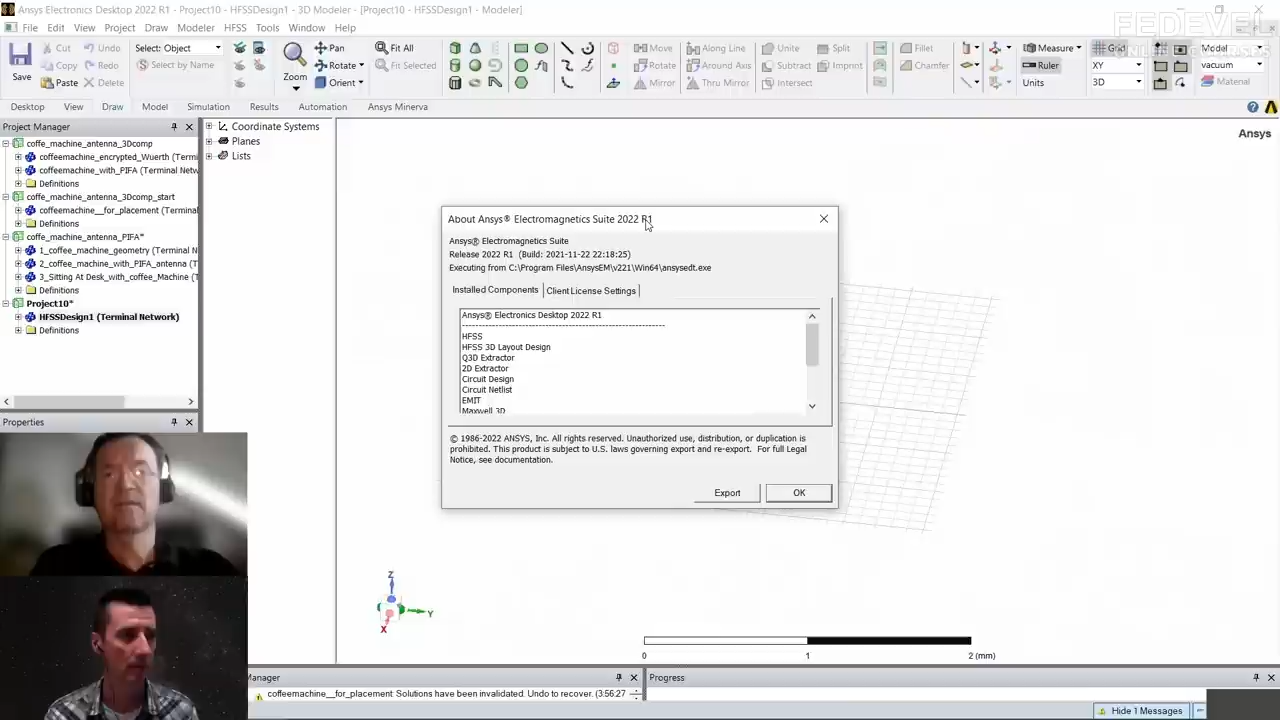 Ansys Electronics Desktop 2022 R1 - Project10 - HFSSDesign1 - 3D Modeler - [Project10 - HFSSDesign1 - Modeler]
File Edit View Project Draw Modeler HFSS Tools Window Help
FEDEVEL
Save
Cut
Copy
Paste
Undo
Redo
Delete
Select: Object
Select by Name
Zoom
Pan
Rotate
Orient
Fit All
Fit Selected
Move
Rotate
Mirror
Along Line
Around Axis
Thru Mirror
Unite
Subtract
Intersect
Split
Imprint
Fillet
Chamfer
Measure
Ruler
Units
Grid
XY
3D
Model
vacuum
Material
Desktop View Draw Model Simulation Results Automation Ansys Minerva
Project Manager
coffe_machine_antenna_3Dcomp
coffeemachine_encrypted_Wuerth (Termi
coffeemachine_with_PIFA (Terminal Netw
Definitions
coffe_machine_antenna_3Dcomp_start
coffeemachine__for_placement (Terminal
Definitions
coffe_machine_antenna_PIFA*
1_coffee_machine_geometry (Terminal N
2_coffee_machine_with_PIFA_antenna (T
3_Sitting At Desk_with_coffee_Machine (T
Definitions
Project10*
HFSSDesign1 (Terminal Network)
Definitions
Properties
Coordinate Systems
Planes
Lists
Ansys
About Ansys® Electromagnetics Suite 2022 R1
Ansys® Electromagnetics Suite
Release 2022 R1 (Build: 2021-11-22 22:18:25)
Executing from C:\Program Files\AnsysEM\v221\Win64\ansysedt.exe
Installed Components Client License Settings
Ansys® Electronics Desktop 2022 R1
----------------------------------------------------------
HFSS
HFSS 3D Layout Design
Q3D Extractor
2D Extractor
Circuit Design
Circuit Netlist
EMIT
Maxwell 3D
© 1986-2022 ANSYS, Inc. All rights reserved. Unauthorized use, distribution, or duplication is
prohibited. This product is subject to U.S. laws governing export and re-export. For full Legal
Notice, see documentation.
Export OK
Z
Y
X
0 1 2 (mm)
Manager
coffeemachine__for_placement: Solutions have been invalidated. Undo to recover. (3:56:27
Progress
Hide 1 Messages